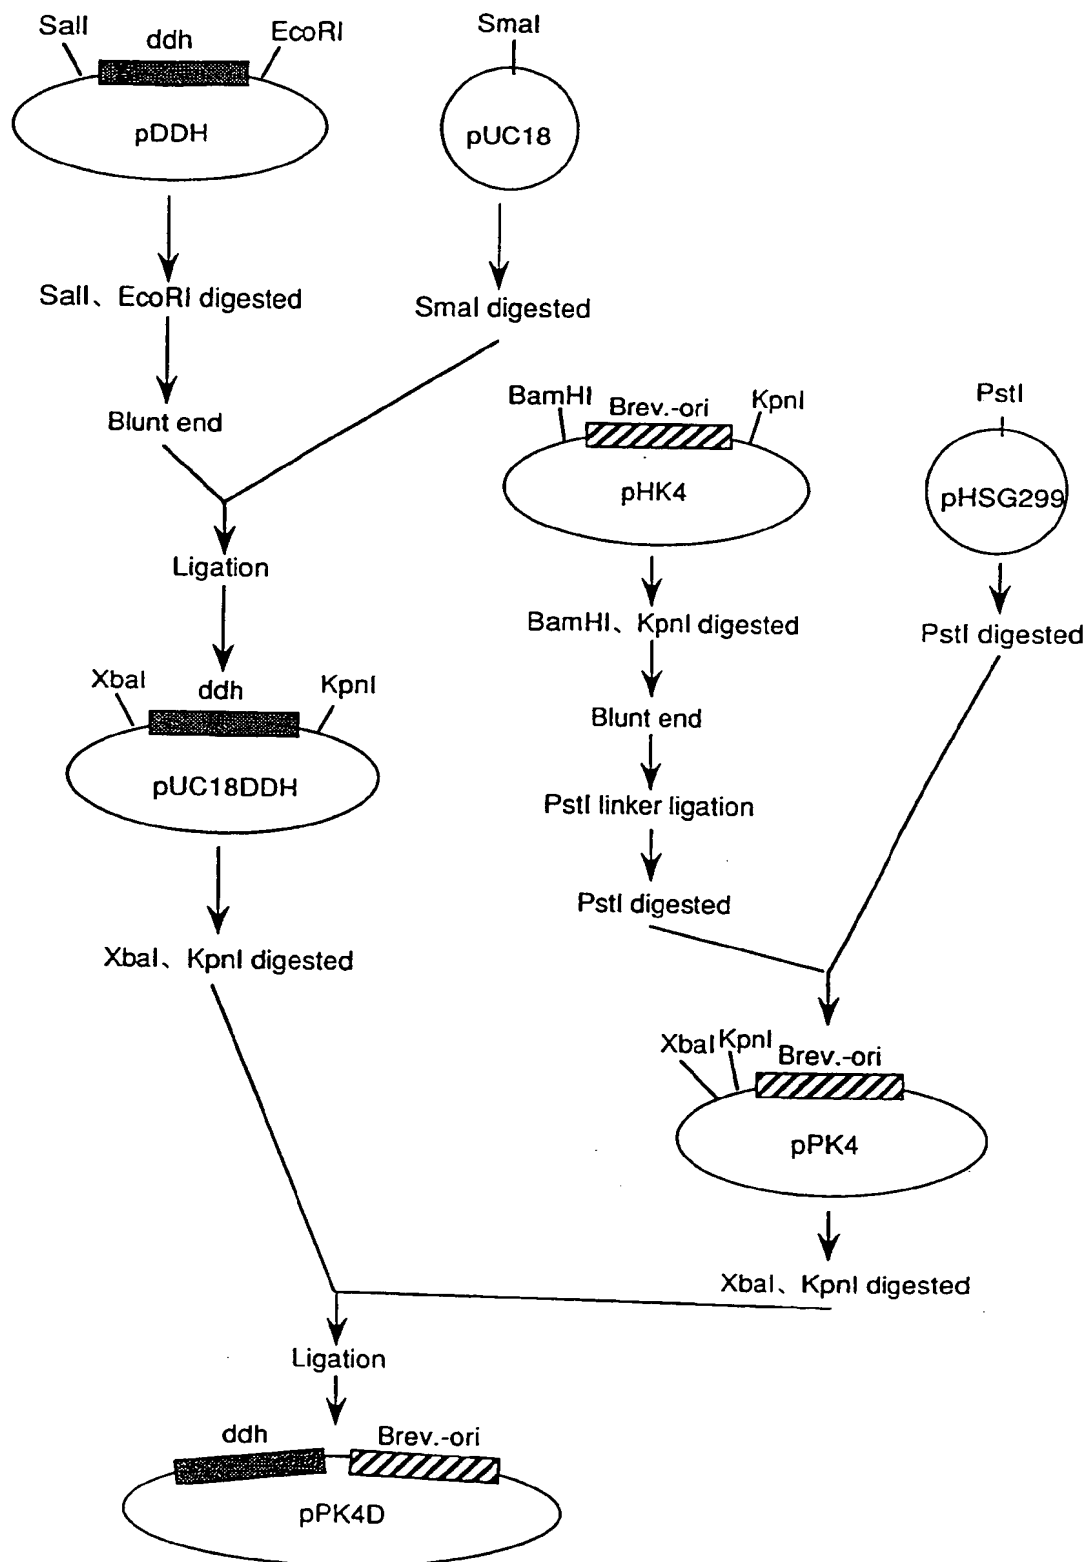 SalI
ddh
EcoRI
pDDH
SmaI
pUC18
SalI、EcoRI digested
SmaI digested
Blunt end
Ligation
BamHI
Brev.-ori
KpnI
pHK4
PstI
pHSG299
BamHI、KpnI digested
PstI digested
Blunt end
PstI linker ligation
PstI digested
XbaI
ddh
KpnI
pUC18DDH
XbaI、KpnI digested
XbaI
KpnI
Brev.-ori
pPK4
XbaI、KpnI digested
Ligation
ddh
Brev.-ori
pPK4D